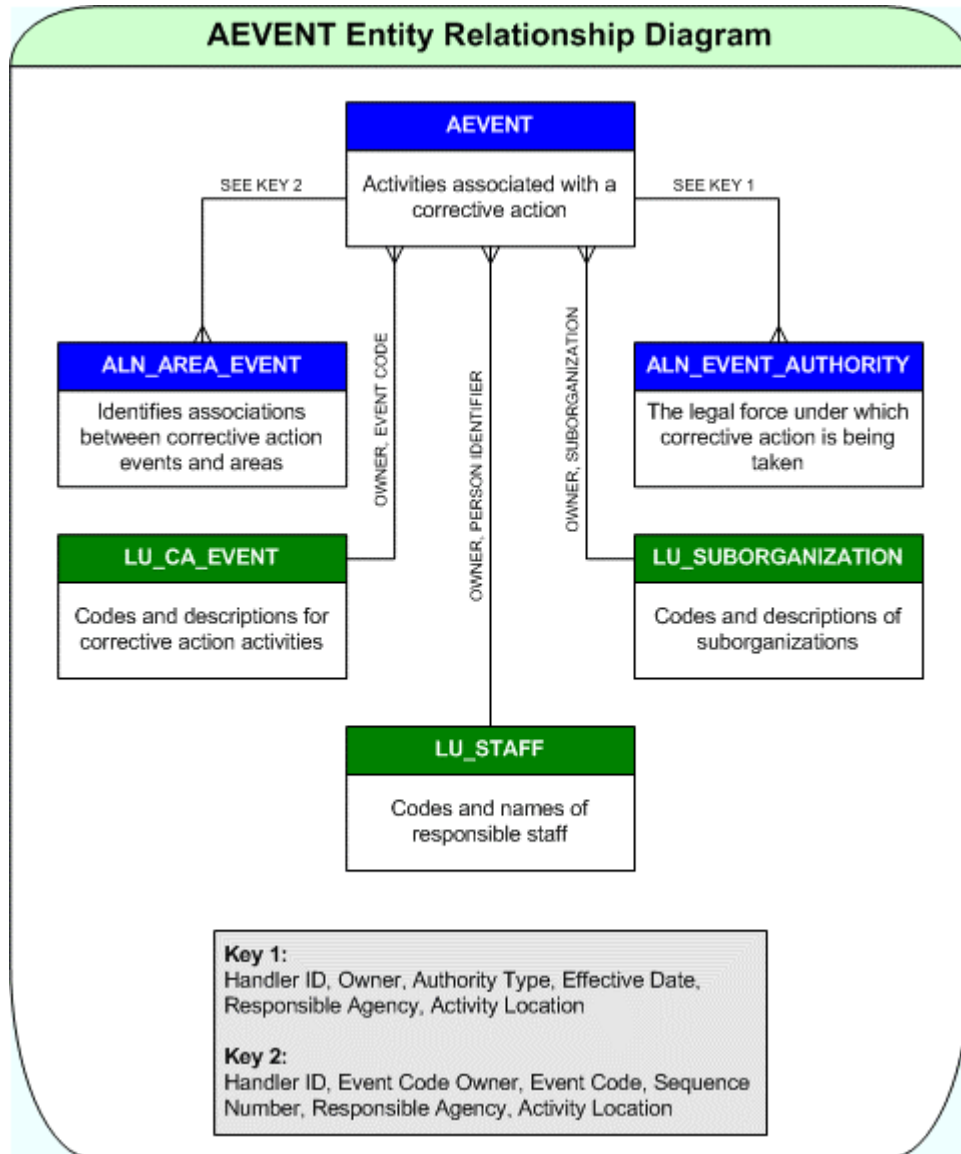 AEVENT Entity Relationship Diagram
AEVENT
Activities associated with a
corrective action
SEE KEY 2
SEE KEY 1
ALN_AREA_EVENT
Identifies associations
between corrective action
events and areas
OWNER, EVENT CODE
OWNER, PERSON IDENTIFIER
OWNER, SUBORGANIZATION
ALN_EVENT_AUTHORITY
The legal force under which
corrective action is being
taken
LU_CA_EVENT
Codes and descriptions for
corrective action activities
LU_SUBORGANIZATION
Codes and descriptions of
suborganizations
LU_STAFF
Codes and names of
responsible staff
Key 1:
Handler ID, Owner, Authority Type, Effective Date,
Responsible Agency, Activity Location
Key 2:
Handler ID, Event Code Owner, Event Code, Sequence
Number, Responsible Agency, Activity Location